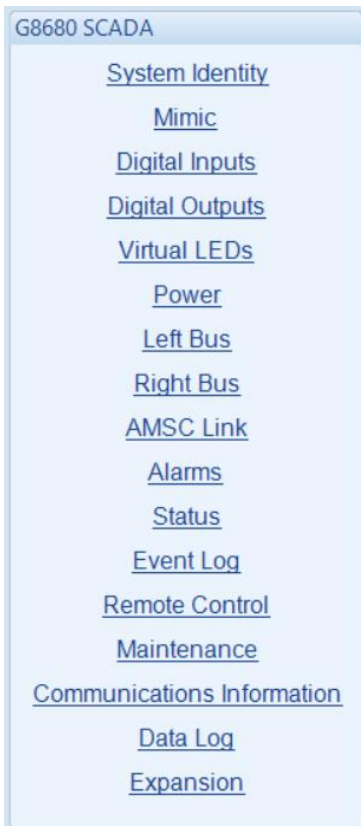 G8680 SCADA
System Identity
Mimic
Digital Inputs
Digital Outputs
Virtual LEDs
Power
Left Bus
Right Bus
AMSC Link
Alarms
Status
Event Log
Remote Control
Maintenance
Communications Information
Data Log
Expansion